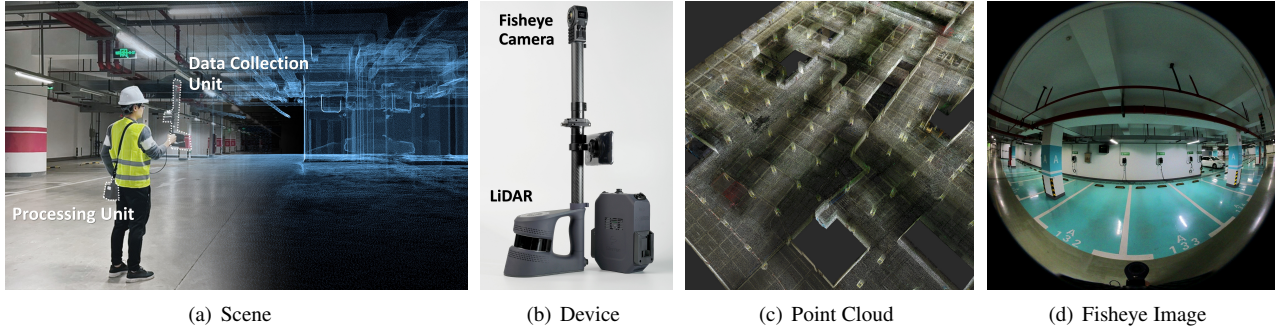 Data Collection
Unit
Processing Unit
Fisheye
Camera
LiDAR
A
(a) Scene
(b) Device
(c) Point Cloud
(d) Fisheye Image